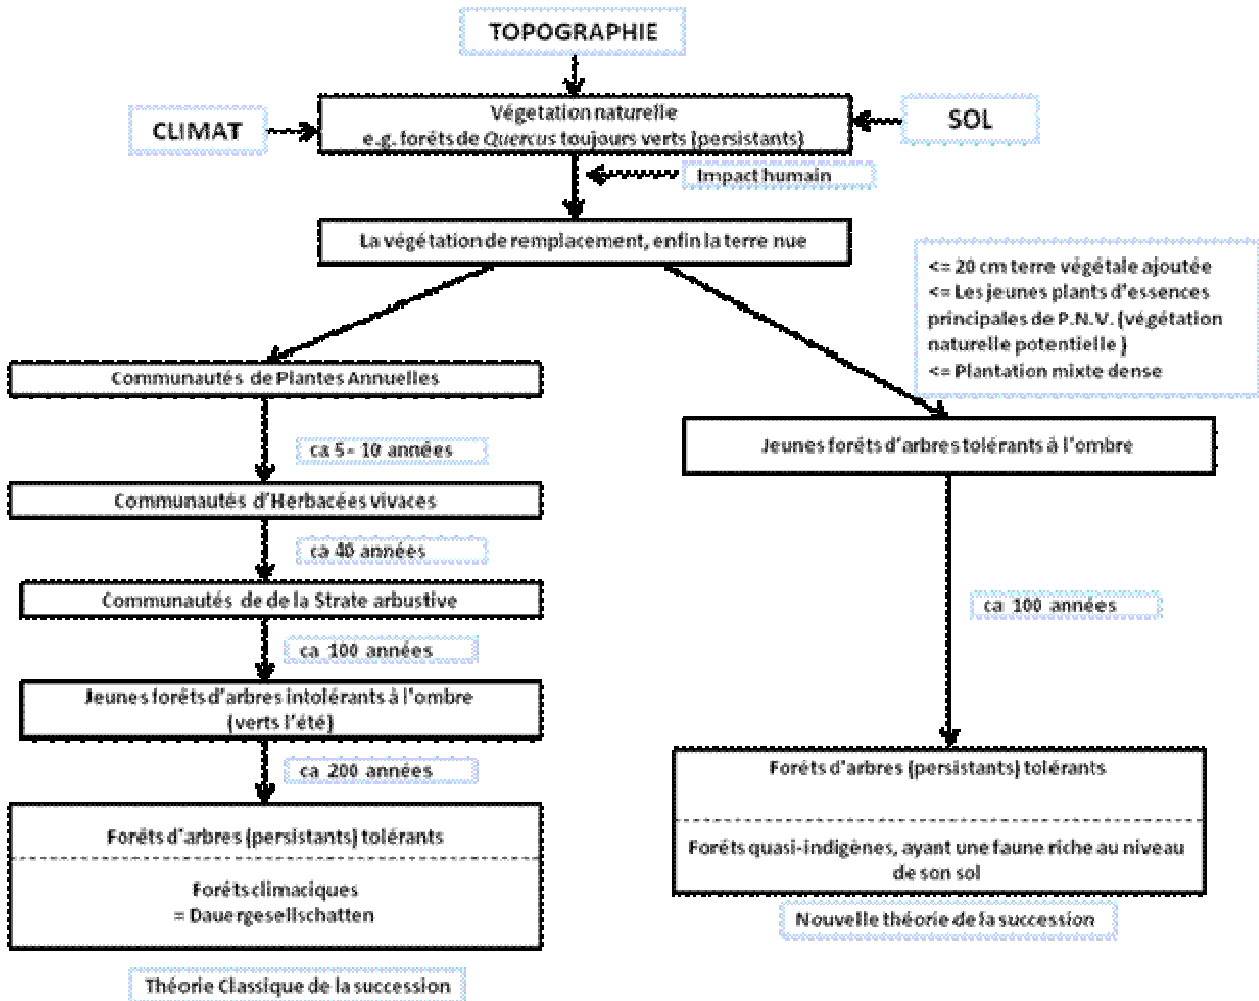 TOPOGRAPHIE
CLIMAT
Végetation naturelle
e.g. forêts de Quercus toujours verts (persistants)
SOL
Impact humain
La végétation de remplacement, enfin la terre nue
<= 20 cm terre végétale ajoutée
<= Les jeunes plants d'essences
principales de P.N.V. (végétation
naturelle potentielle )
<= Plantation mixte dense
Communautés de Plantes Annuelles
ca 5- 10 années
Communautés d'Herbacées vivaces
ca 40 années
Communautés de de la Strate arbustive
ca 100 années
Jeunes forêts d'arbres intolérants à l'ombre
(verts l'été)
ca 200 années
Forêts d'arbres (persistants) tolérants
Forêts climaciques
= Dauergesellschatten
Théorie Classique de la succession
Jeunes forêts d'arbres tolérants à l'ombre
ca 100 années
Forêts d'arbres (persistants) tolérants
Forêts quasi-indigènes, ayant une faune riche au niveau
de son sol
Nouvelle théorie de la succession